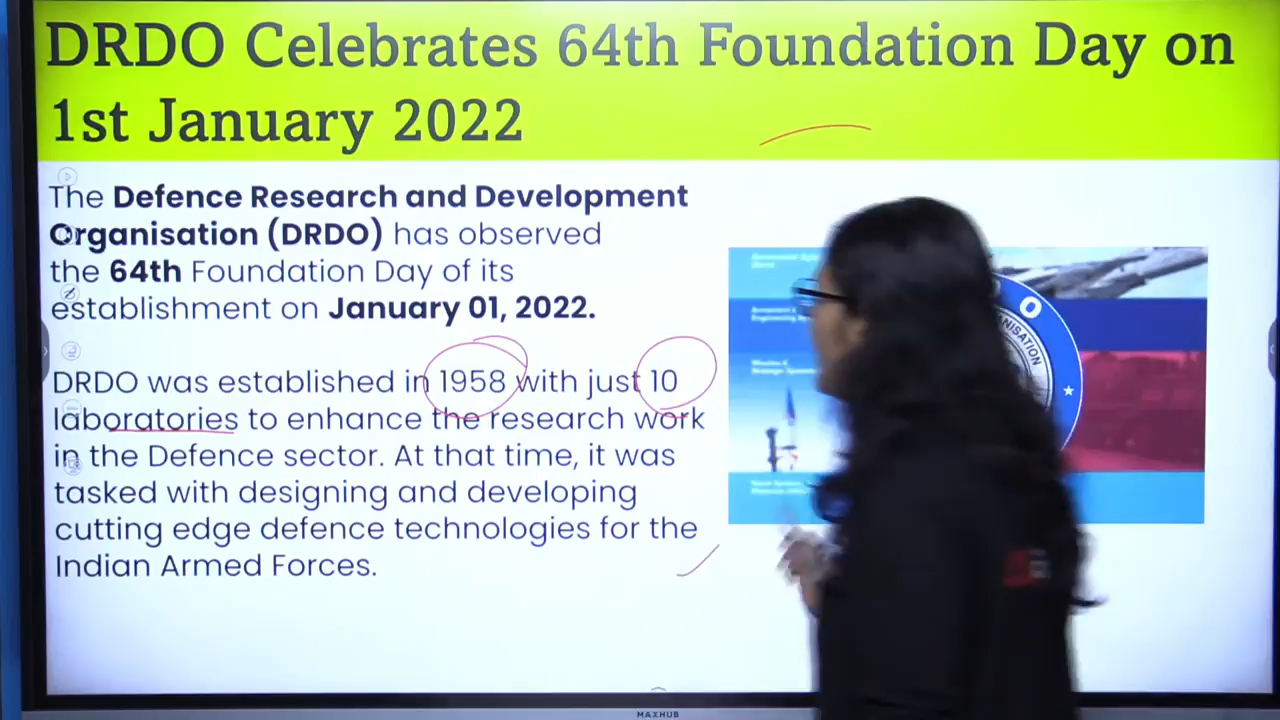 DRDO Celebrates 64th Foundation Day on
1st January 2022
The Defence Research and Development
Organisation (DRDO) has observed
the 64th Foundation Day of its
establishment on January 01, 2022.
DRDO was established in 1958 with just 10
laboratories to enhance the research work
in the Defence sector. At that time, it was
tasked with designing and developing
cutting edge defence technologies for the
Indian Armed Forces.
O
MAXHUB